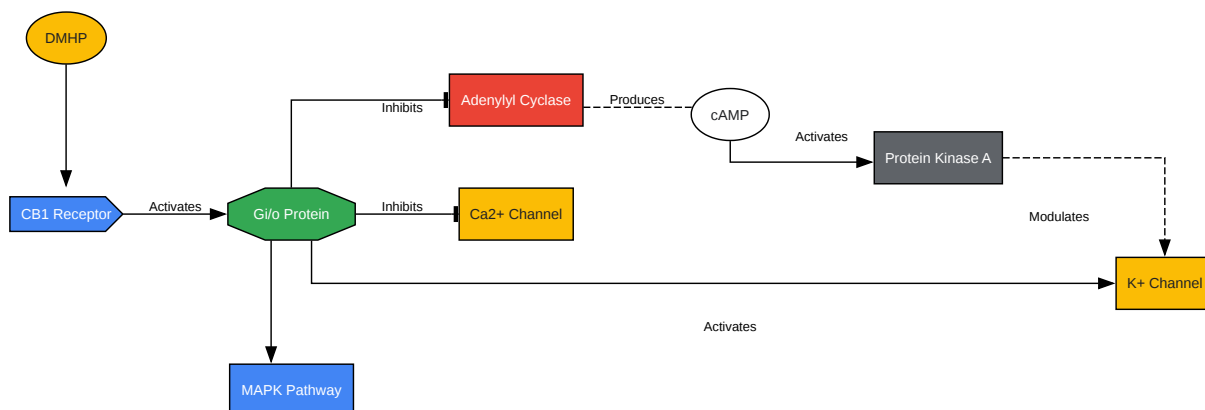 DMHP
Adenylyl Cyclase
Produces
Inhibits
cAMP
Activates
Protein Kinase A
CB1 Receptor
Activates
Gi/o Protein
Inhibits
Ca2+ Channel
Modulates
K+ Channel
Activates
MAPK Pathway